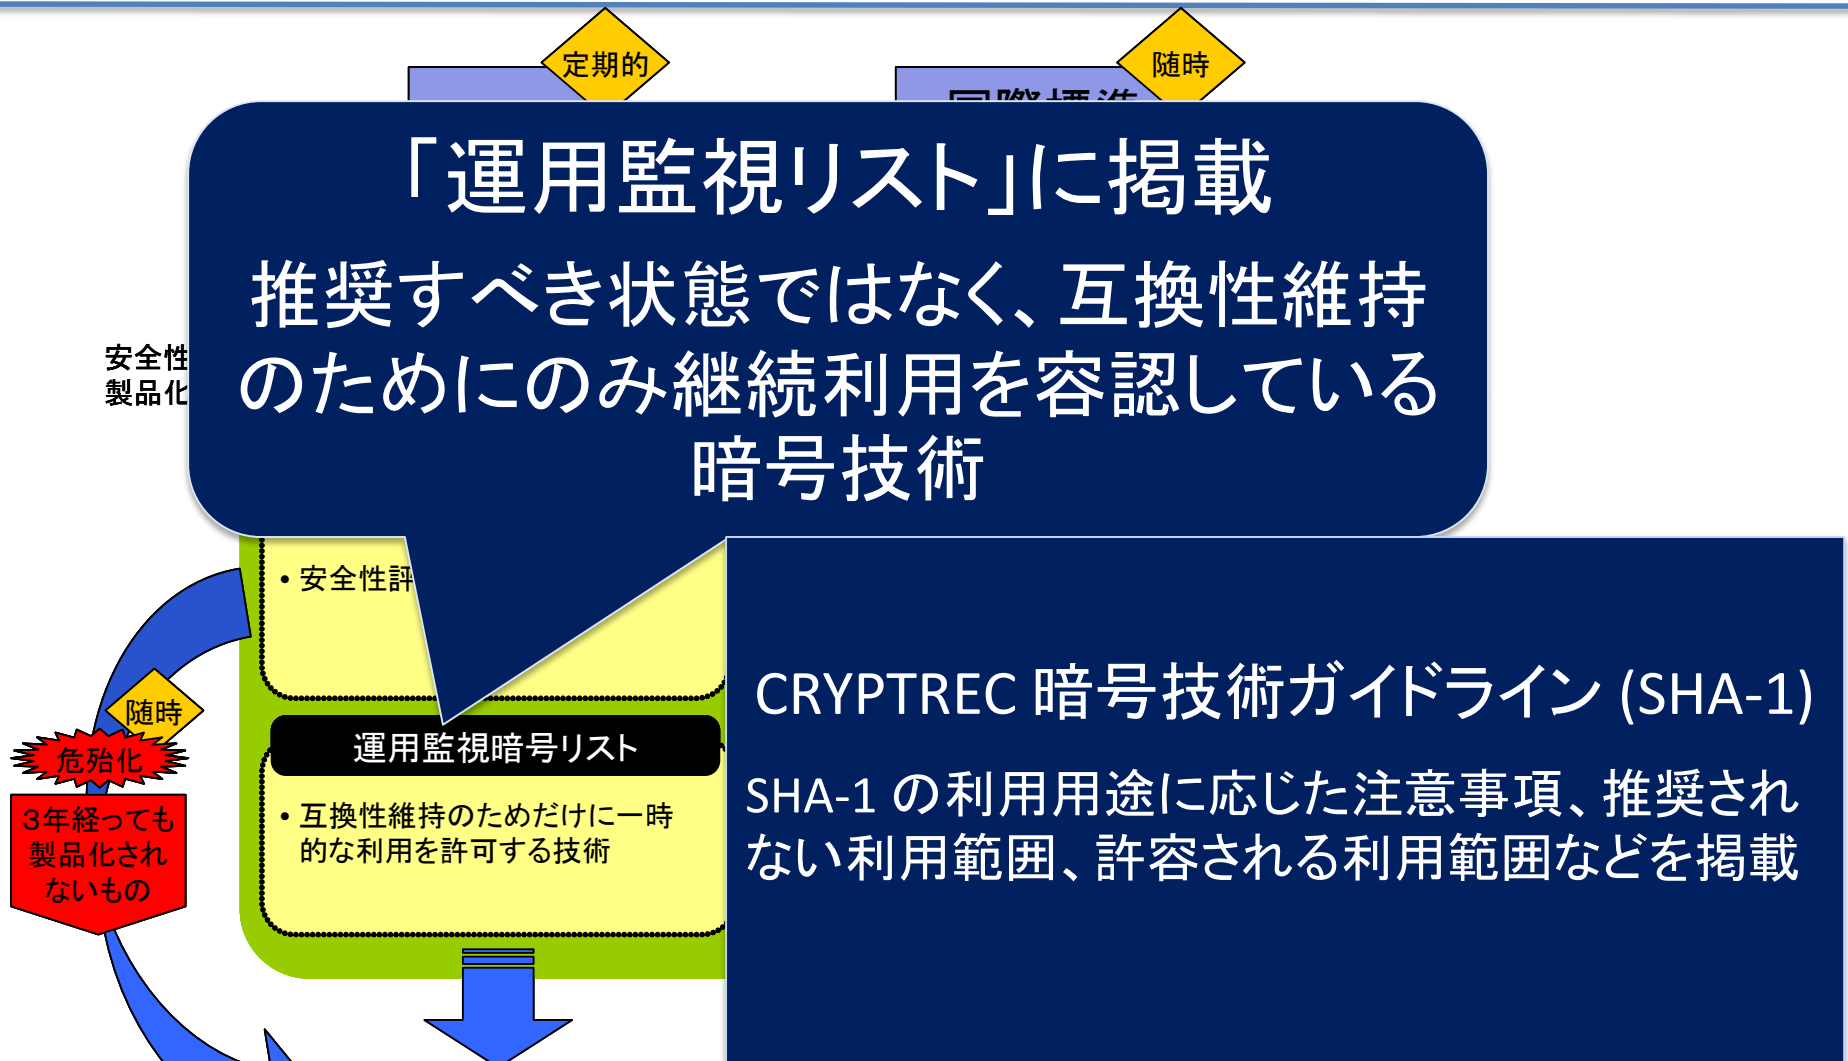 定期的
随時
国際標準
「運用監視リスト」に掲載
推奨すべき状態ではなく、互換性維持
のためにのみ継続利用を容認している
暗号技術
安全性
製品化
• 安全性評
随時
危殆化
３年経っても
製品化され
ないもの
運用監視暗号リスト
• 互換性維持のためだけに一時
的な利用を許可する技術
CRYPTREC 暗号技術ガイドライン (SHA-1)
SHA-1 の利用用途に応じた注意事項、推奨され
ない利用範囲、許容される利用範囲などを掲載